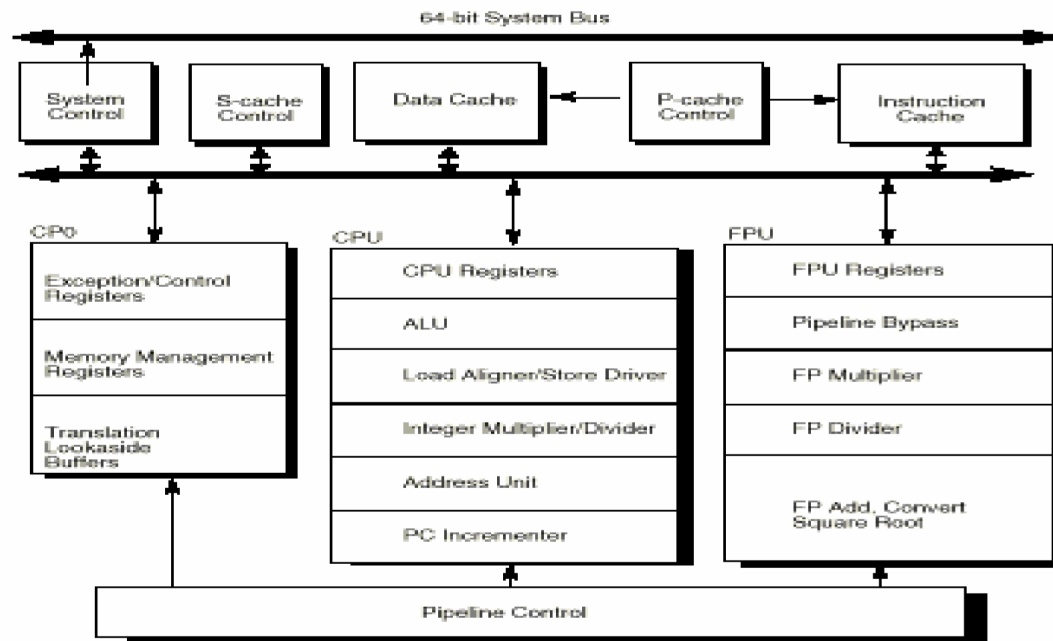 64-bit System Bus
System
Control
S-cache
Control
Data Cache
P-cache
Control
Instruction
Cache
CP0
Exception/Control
Registers
Memory Management
Registers
Translation
Lookaside
Buffers
CPU
CPU Registers
ALU
Load Aligner/Store Driver
Integer Multiplier/Divider
Address Unit
PC Incrementer
FPU
FPU Registers
Pipeline Bypass
FP Multiplier
FP Divider
FP Add, Convert
Square Root
Pipeline Control